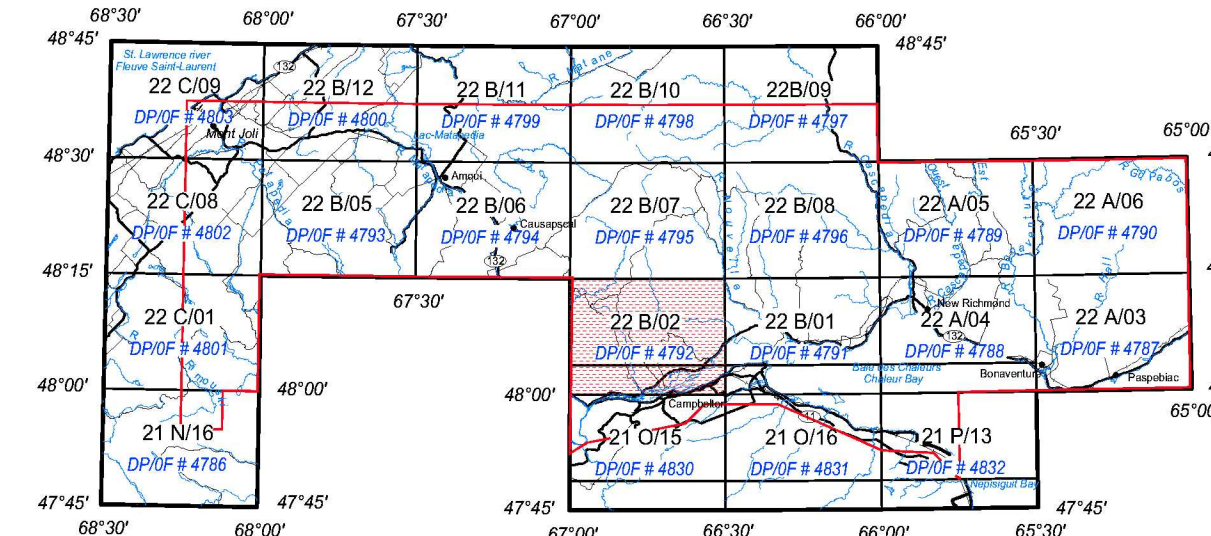 68°30' 68°00' 67°30' 67°00' 66°30' 66°00'
48°45' 48°45'
St. Lawrence river
Fleuve Saint-Laurent
132
R. Matane
22 C/09 22 B/12 22 B/11 22 B/10 22B/09
DP/0F # 4803 DP/0F # 4800 DP/0F # 4799 DP/0F # 4798 DP/0F # 4797
Mont Joli Lac-Matapedia
65°30' 65°00'
48°30'
Amqui
R. Cascapedia
Ouest Est
R. Gd Pabos
22 C/08 22 B/05 22 B/06 22 B/07 22 B/08 22 A/05 22 A/06
Causapscal
DP/0F # 4802 DP/0F # 4793 DP/0F # 4794 DP/0F # 4795 DP/0F # 4796 DP/0F # 4789 DP/0F # 4790
132
Nouvelle
48°15'
67°30'
New Richmond
22 C/01 22 B/02 22 B/01 22 A/04 22 A/03
132
DP/0F # 4801 DP/0F # 4792 DP/0F # 4791 DP/0F # 4788 DP/0F # 4787
Baie des Chaleurs
Chaleur Bay
Bonaventure
Paspebiac
48°00' 48°00' 48°00'
Campbellton
65°00'
11
21 N/16 21 O/15 21 O/16 21 P/13
DP/0F # 4786 DP/0F # 4830 DP/0F # 4831 DP/0F # 4832
Nepisiguit Bay
47°45' 47°45' 47°45' 47°45'
68°30' 68°00' 67°00' 66°30' 66°00' 65°30'